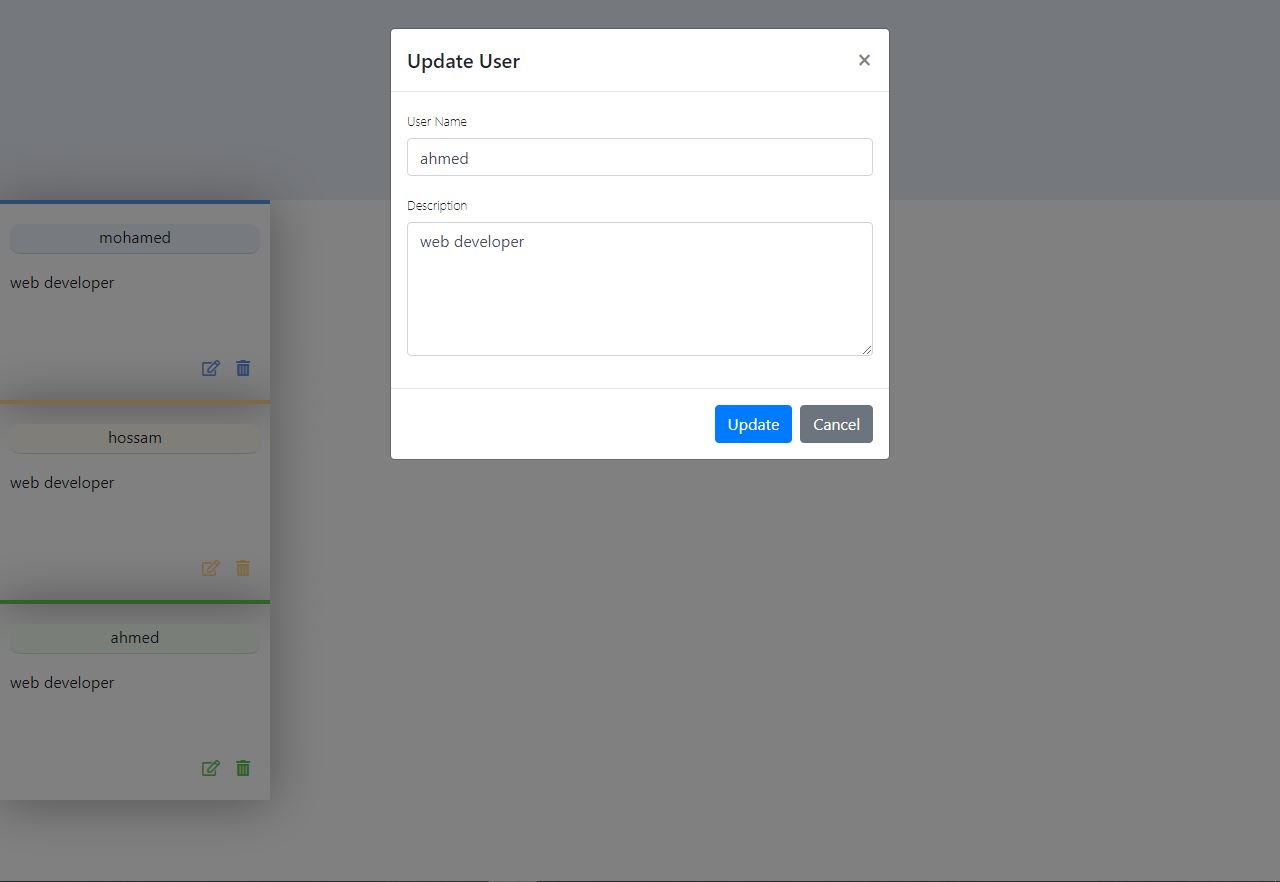 Update User
×
User Name
ahmed
Description
web developer
Update
Cancel
mohamed
web developer
hossam
web developer
ahmed
web developer